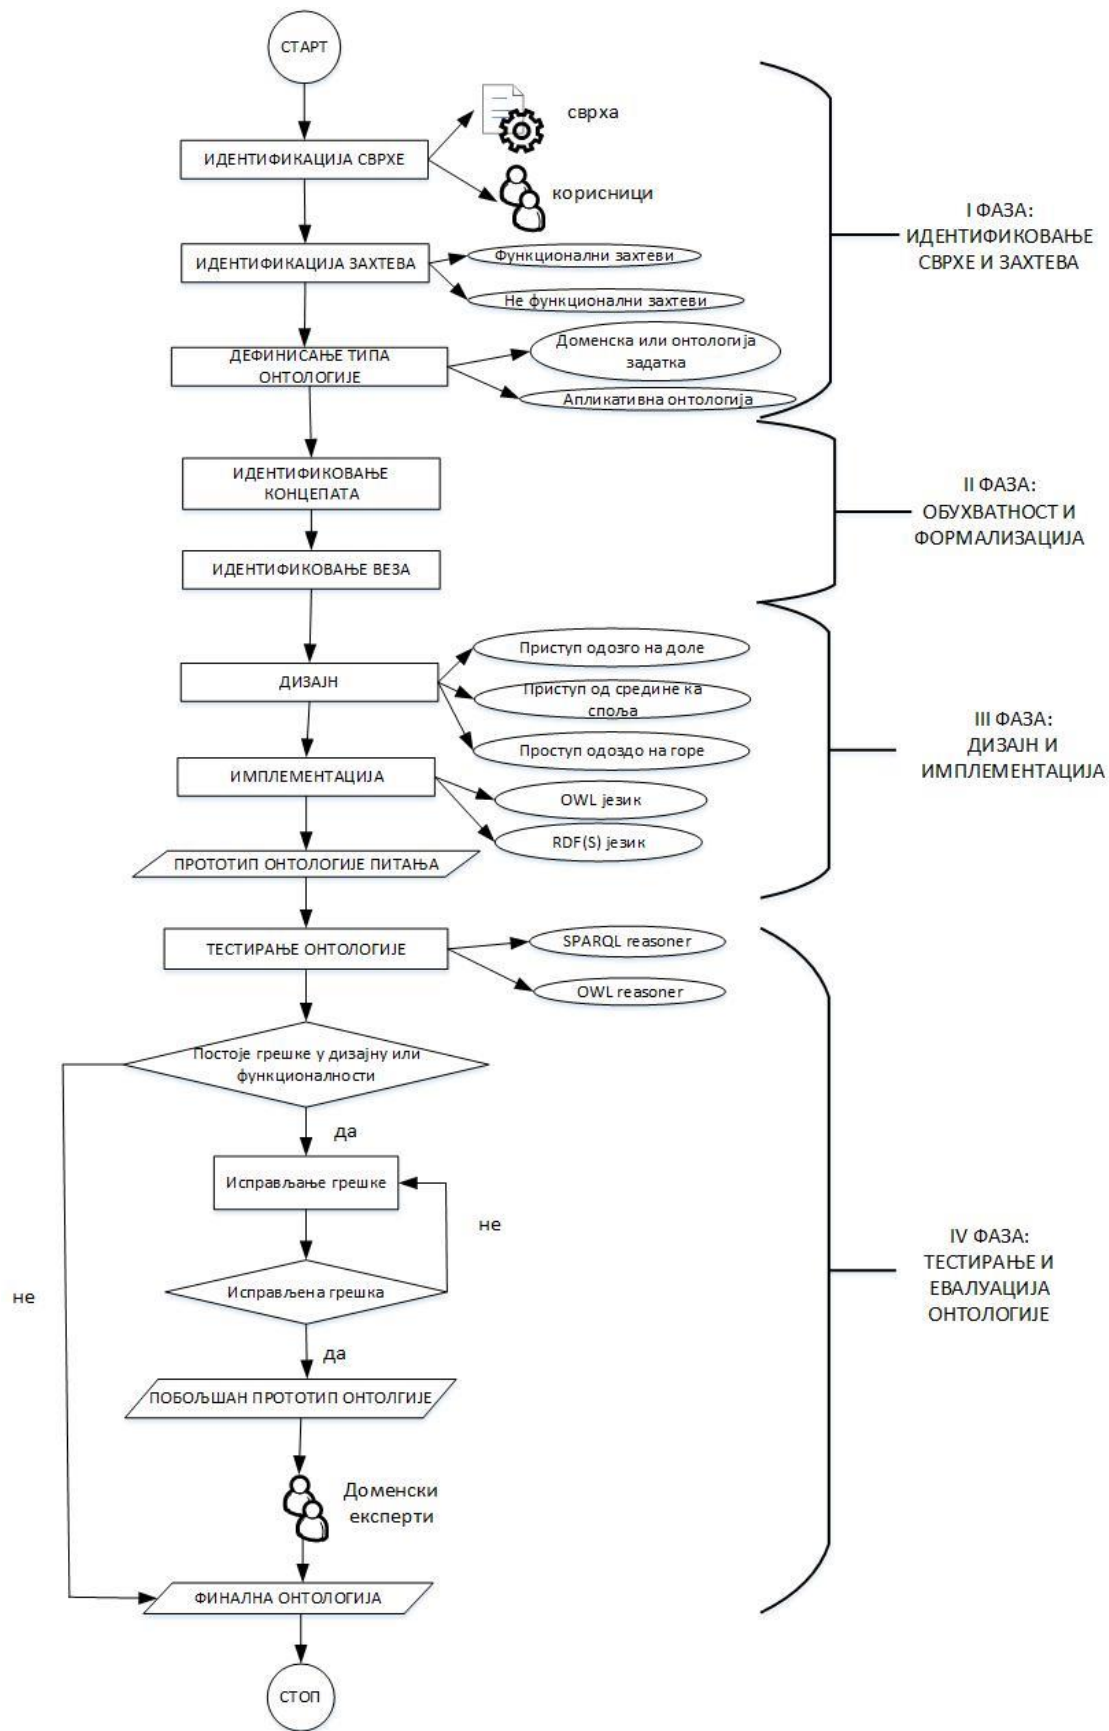 СТАРТ
сврха
ИДЕНТИФИКАЦИЈА СВРХЕ
корисници
I ФАЗА:
ИДЕНТИФИКОВАЊЕ
СВРХЕ И ЗАХТЕВА
ИДЕНТИФИКАЦИЈА ЗАХТЕВА
Функционални захтеви
Не функционални захтеви
ДЕФИНИСАЊЕ ТИПА
ОНТОЛОГИЈЕ
Доменска или онтологија
задатка
Апликативна онтологија
ИДЕНТИФИКОВАЊЕ
КОНЦЕПАТА
II ФАЗА:
ОБУХВАТНОСТ И
ФОРМАЛИЗАЦИЈА
ИДЕНТИФИКОВАЊЕ ВЕЗА
Приступ одозго на доле
ДИЗАЈН
Приступ од средине ка
споља
Проступ одоздо на горе
III ФАЗА:
ДИЗАЈН И
ИМПЛЕМЕНТАЦИЈА
ИМПЛЕМЕНТАЦИЈА
OWL језик
RDF(S) језик
ПРОТОТИП ОНТОЛОГИЈЕ ПИТАЊА
ТЕСТИРАЊЕ ОНТОЛОГИЈЕ
SPARQL reasoner
OWL reasoner
Постоје грешке у дизајну или
функционалности
да
Исправљање грешке
не
IV ФАЗА:
ТЕСТИРАЊЕ И
ЕВАЛУАЦИЈА
ОНТОЛОГИЈЕ
Исправљена грешка
не
да
ПОБОЉШАН ПРОТОТИП ОНТОЛГИЈЕ
Доменски
експерти
ФИНАЛНА ОНТОЛОГИЈА
СТОП